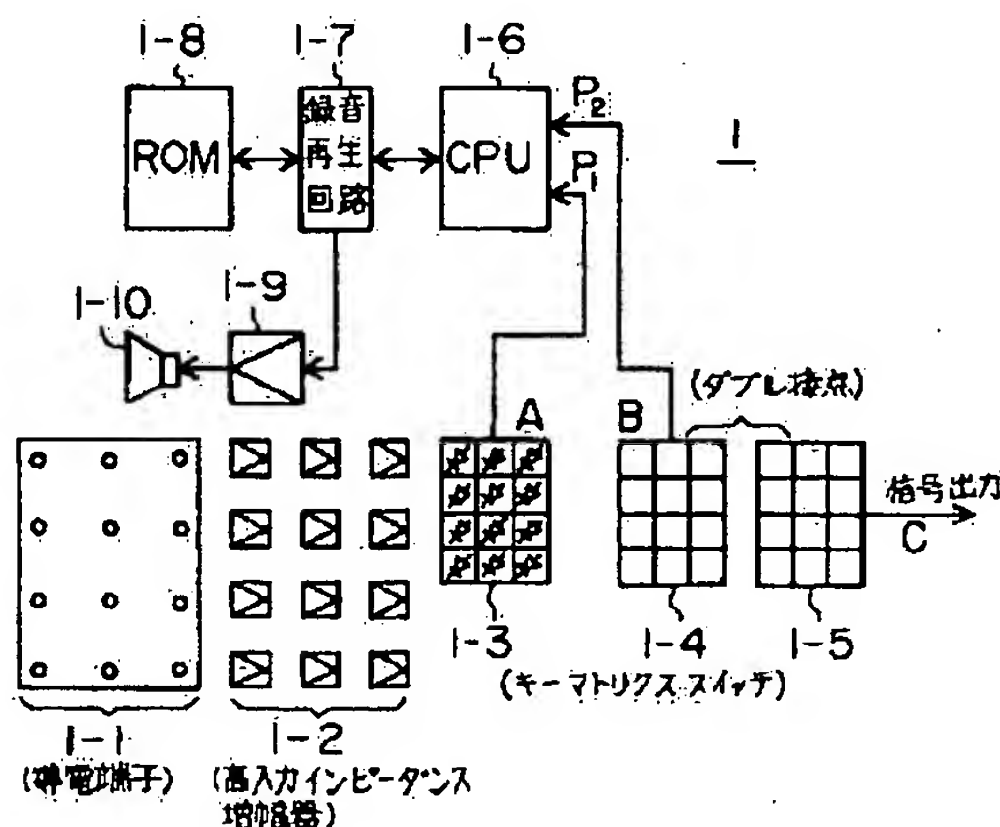 1-8
1-7
1-6
ROM
録音
再生
回路
CPU
P2
P1
1
1-10
1-9
A
B
(ダブル接点)
信号出力
C
1-3
1-4
1-5
(キーマトリクススイッチ)
1-1
1-2
(導電端子)
(高入力インピーダンス
増幅器)